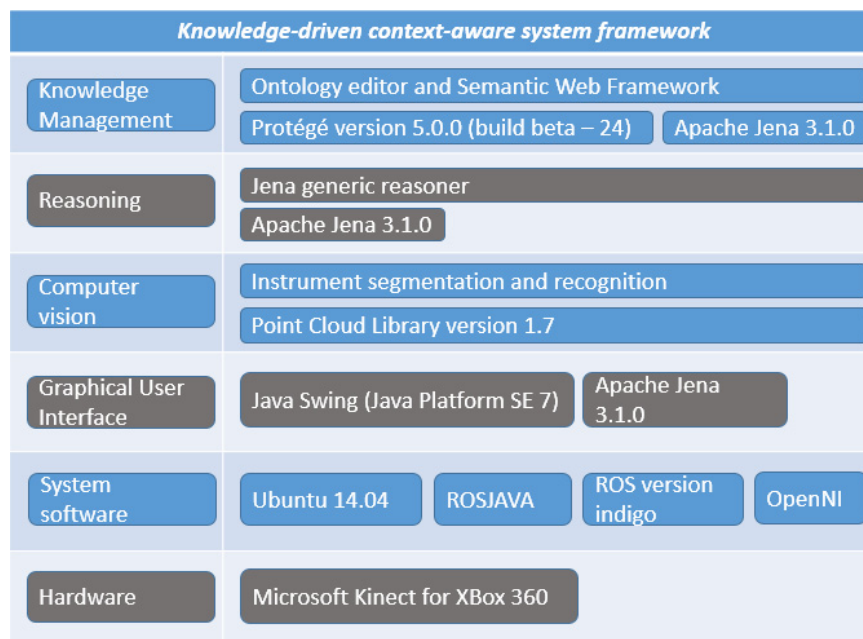 Knowledge-driven context-aware system framework
Knowledge
Management
Ontology editor and Semantic Web Framework
Protégé version 5.0.0 (build beta – 24)
Apache Jena 3.1.0
Reasoning
Jena generic reasoner
Apache Jena 3.1.0
Computer
vision
Instrument segmentation and recognition
Point Cloud Library version 1.7
Graphical User
Interface
Java Swing (Java Platform SE 7)
Apache Jena
3.1.0
System
software
Ubuntu 14.04
ROSJAVA
ROS version
indigo
OpenNI
Hardware
Microsoft Kinect for XBox 360